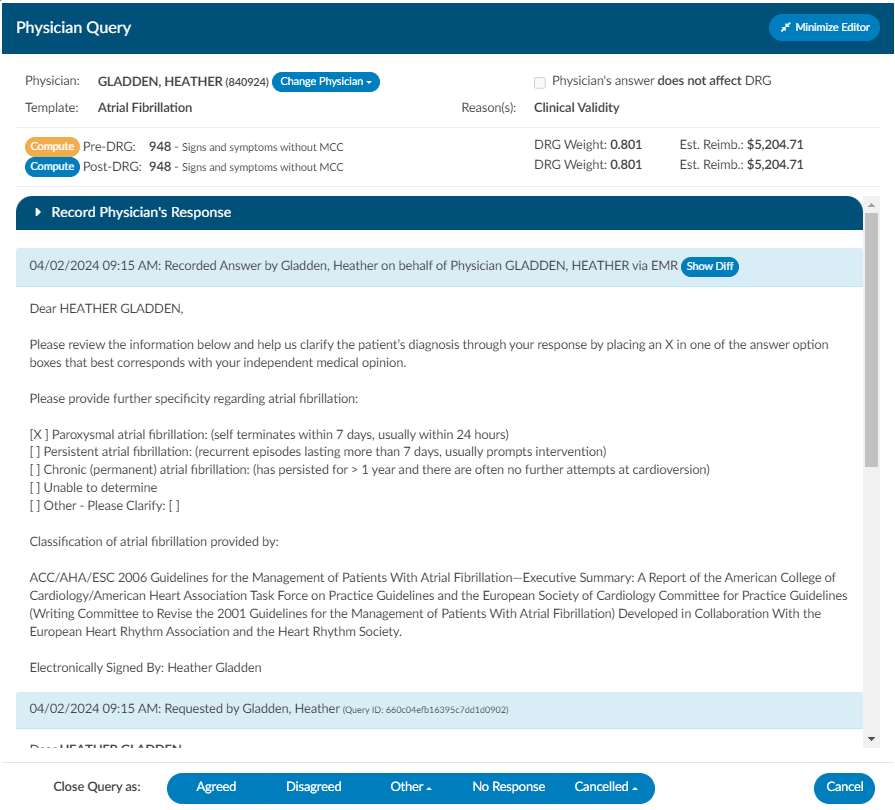 Physician Query
Minimize Editor
Physician: GLADDEN, HEATHER (840924) Change Physician
Physician's answer does not affect DRG
Template: Atrial Fibrillation
Reason(s): Clinical Validity
Compute Pre-DRG: 948 - Signs and symptoms without MCC DRG Weight: 0.801 Est. Reimb.: $5,204.71
Compute Post-DRG: 948 - Signs and symptoms without MCC DRG Weight: 0.801 Est. Reimb.: $5,204.71
Record Physician's Response
04/02/2024 09:15 AM: Recorded Answer by Gladden, Heather on behalf of Physician GLADDEN, HEATHER via EMR Show Diff
Dear HEATHER GLADDEN,
Please review the information below and help us clarify the patient's diagnosis through your response by placing an X in one of the answer option
boxes that best corresponds with your independent medical opinion.
Please provide further specificity regarding atrial fibrillation:
[X ] Paroxysmal atrial fibrillation: (self terminates within 7 days, usually within 24 hours)
[ ] Persistent atrial fibrillation: (recurrent episodes lasting more than 7 days, usually prompts intervention)
[ ] Chronic (permanent) atrial fibrillation: (has persisted for > 1 year and there are often no further attempts at cardioversion)
[ ] Unable to determine
[ ] Other - Please Clarify: [ ]
Classification of atrial fibrillation provided by:
ACC/AHA/ESC 2006 Guidelines for the Management of Patients With Atrial Fibrillation—Executive Summary: A Report of the American College of
Cardiology/American Heart Association Task Force on Practice Guidelines and the European Society of Cardiology Committee for Practice Guidelines
(Writing Committee to Revise the 2001 Guidelines for the Management of Patients With Atrial Fibrillation) Developed in Collaboration With the
European Heart Rhythm Association and the Heart Rhythm Society.
Electronically Signed By: Heather Gladden
04/02/2024 09:15 AM: Requested by Gladden, Heather (Query ID: 660c04efb16395c7dd1d0902)
Dear HEATHER GLADDEN
Close Query as: Agreed Disagreed Other No Response Cancelled Cancel